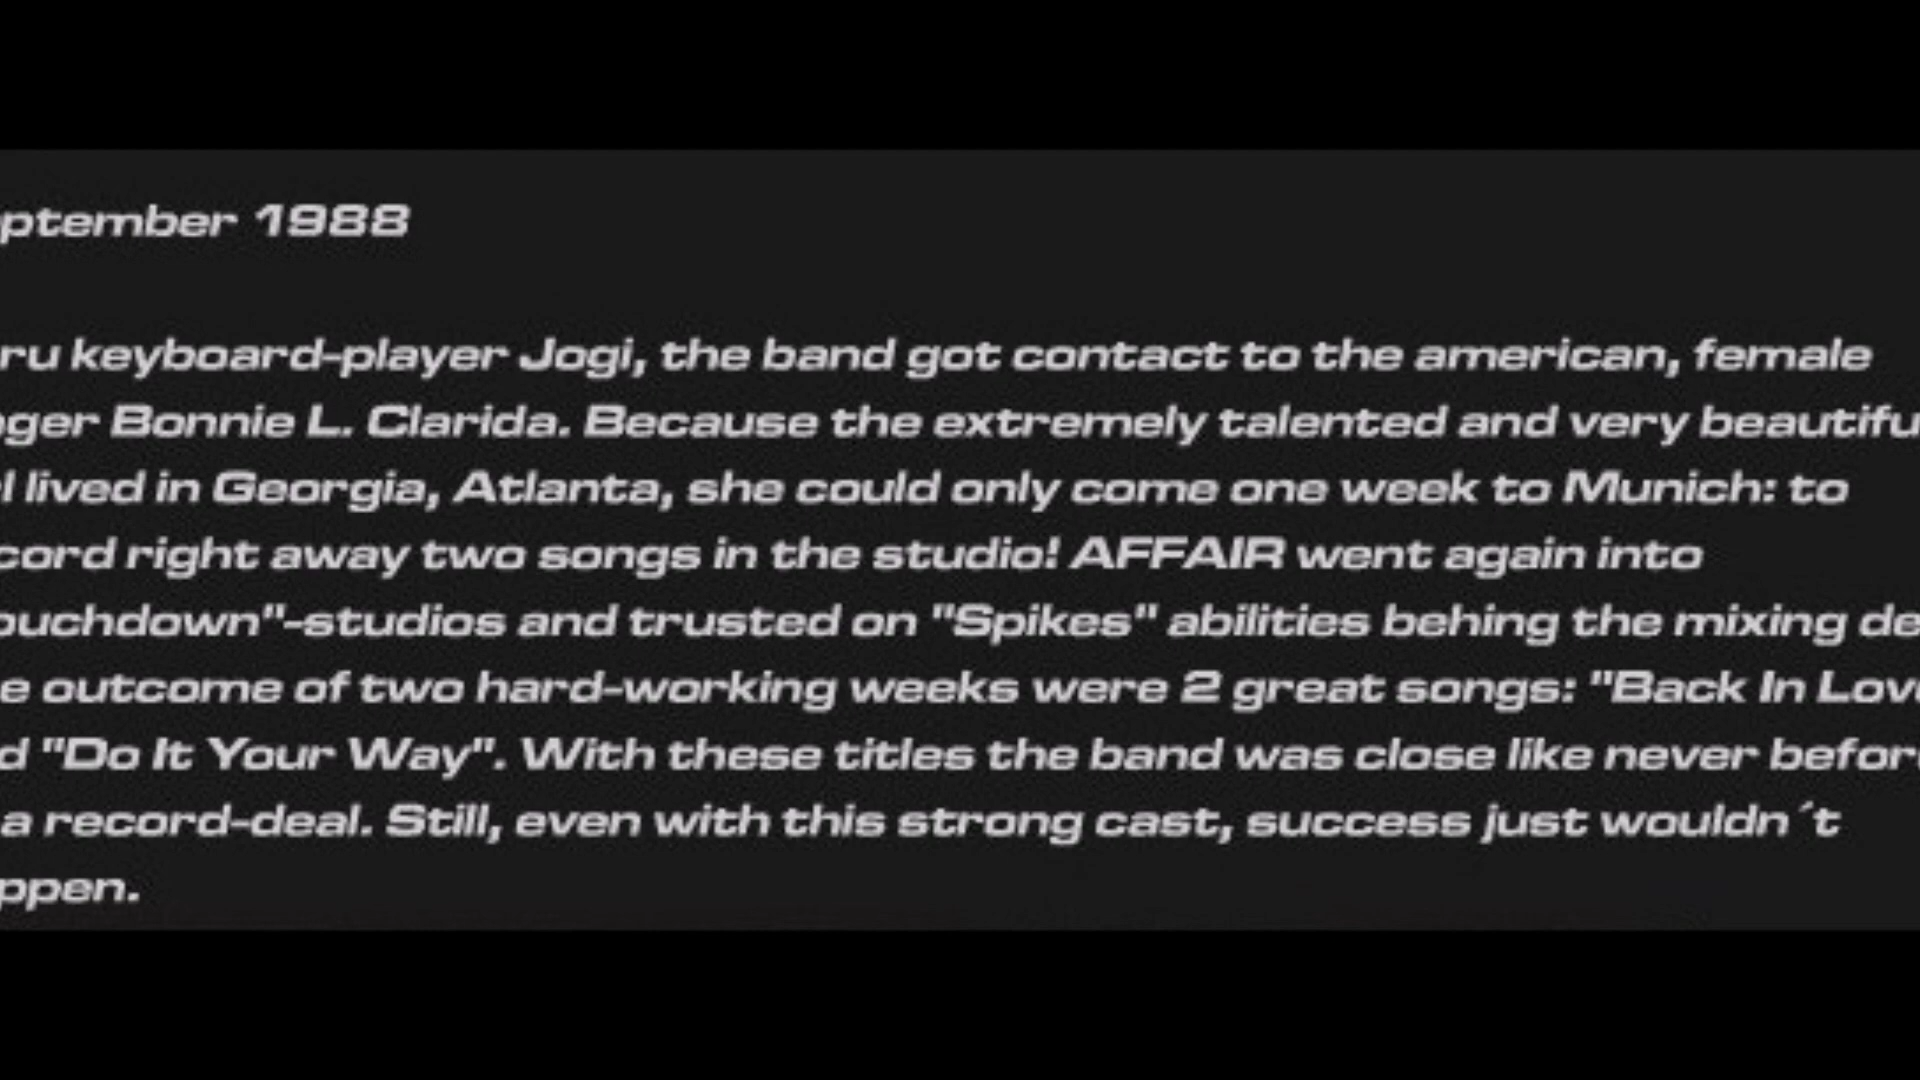 ptember 1988
ru keyboard-player Jogi, the band got contact to the american, female
ger Bonnie L. Clarida. Because the extremely talented and very beautifu
l lived in Georgia, Atlanta, she could only come one week to Munich: to
cord right away two songs in the studio! AFFAIR went again into
ouchdown"-studios and trusted on "Spikes" abilities behing the mixing de
e outcome of two hard-working weeks were 2 great songs: "Back In Love
d "Do It Your Way". With these titles the band was close like never before
a record-deal. Still, even with this strong cast, success just wouldn´t
ppen.